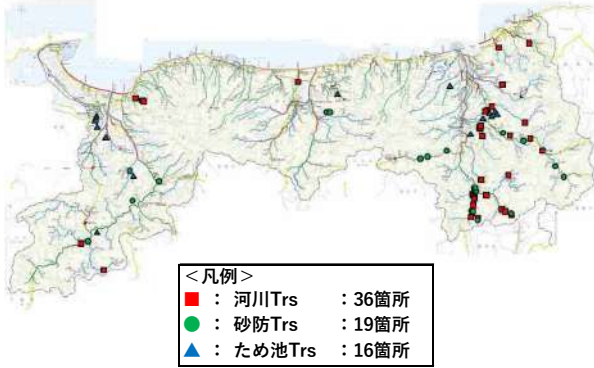 ＜凡例＞
■ ： 河川Trs ：36箇所
● ： 砂防Trs ：19箇所
▲ ： ため池Trs ：16箇所